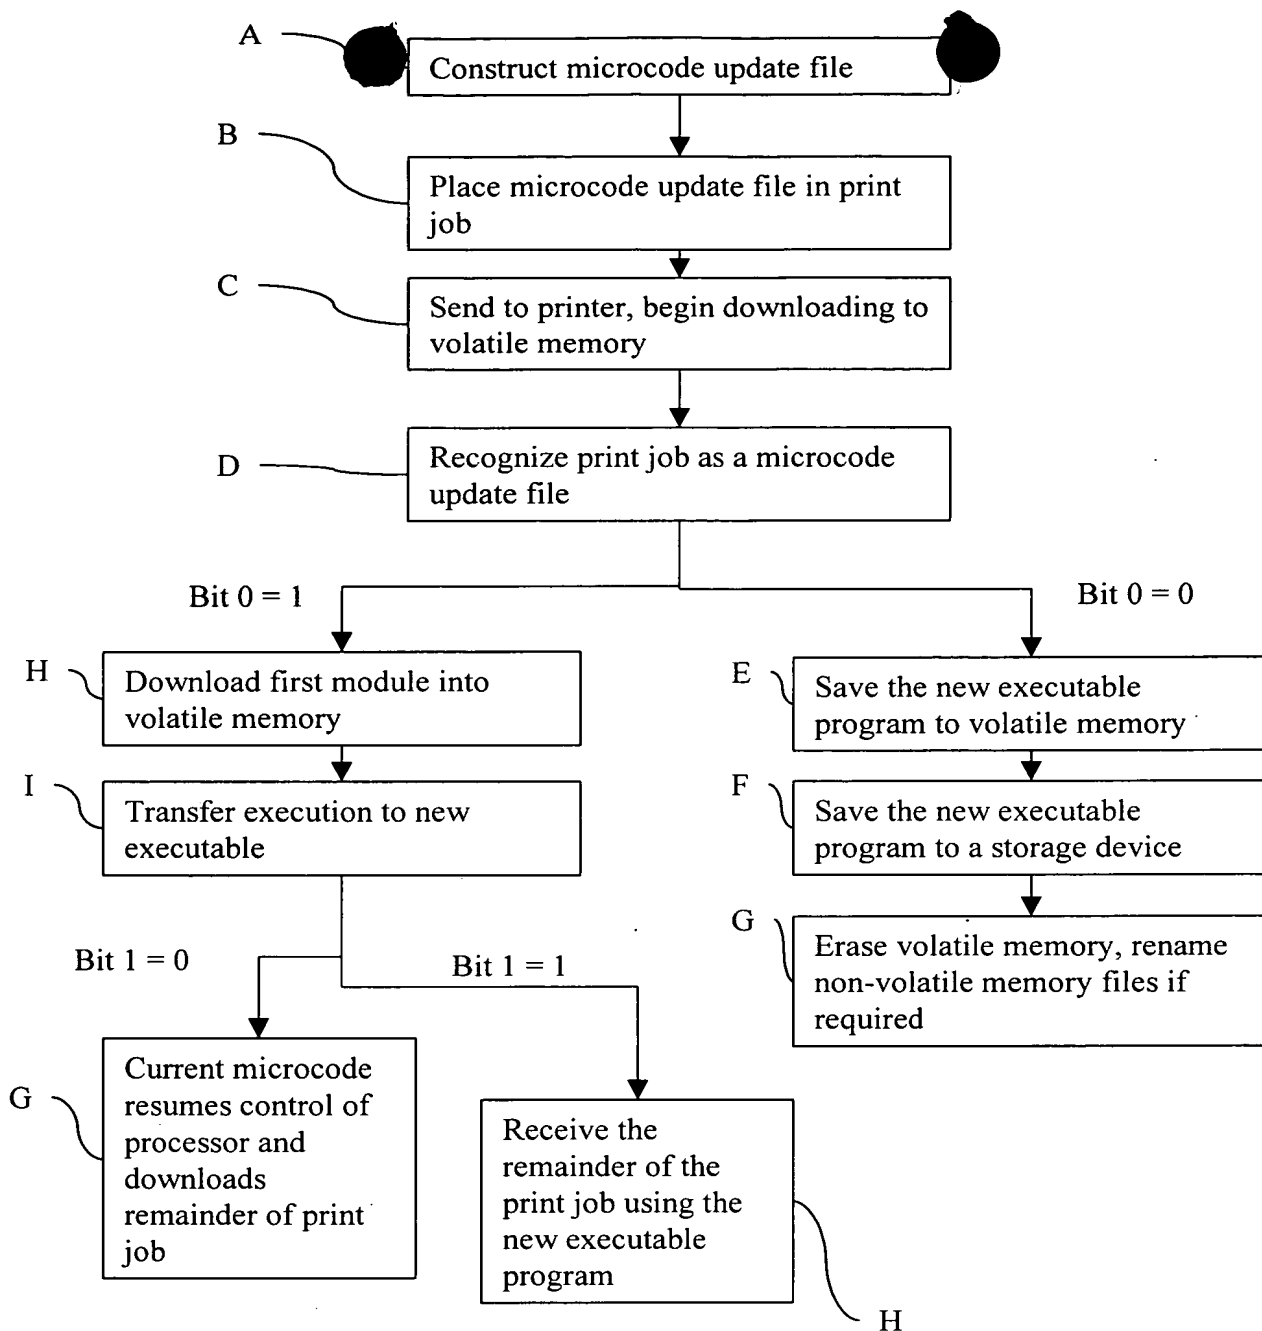 A
Construct microcode update file
B
Place microcode update file in print
job
C
Send to printer, begin downloading to
volatile memory
D
Recognize print job as a microcode
update file
Bit 0 = 1
Bit 0 = 0
H
Download first module into
volatile memory
E
Save the new executable
program to volatile memory
I
Transfer execution to new
executable
F
Save the new executable
program to a storage device
G
Erase volatile memory, rename
non-volatile memory files if
required
Bit 1 = 0
Bit 1 = 1
G
Current microcode
resumes control of
processor and
downloads
remainder of print
job
Receive the
remainder of the
print job using the
new executable
program
H